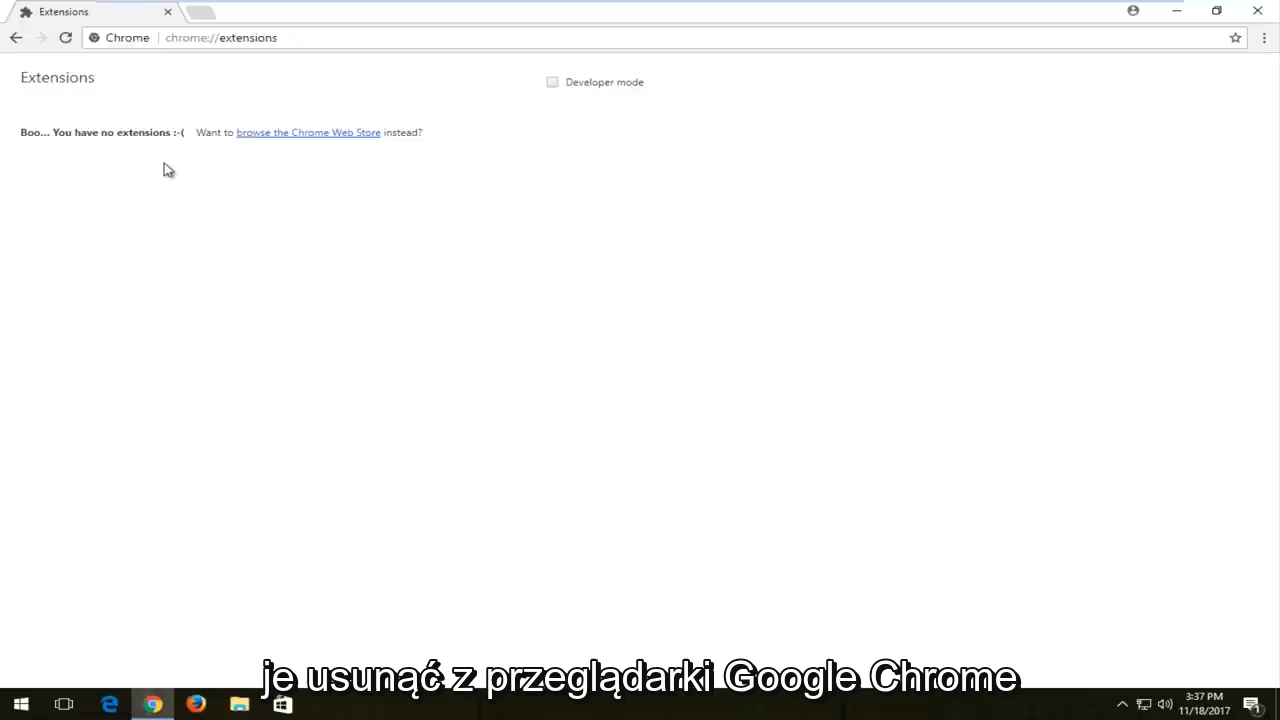 Extensions
Chrome
chrome://extensions
Extensions
Developer mode
Boo... You have no extensions :-( Want to browse the Chrome Web Store instead?
je usunąć z przeglądarki Google Chrome
3:37 PM
11/18/2017
1